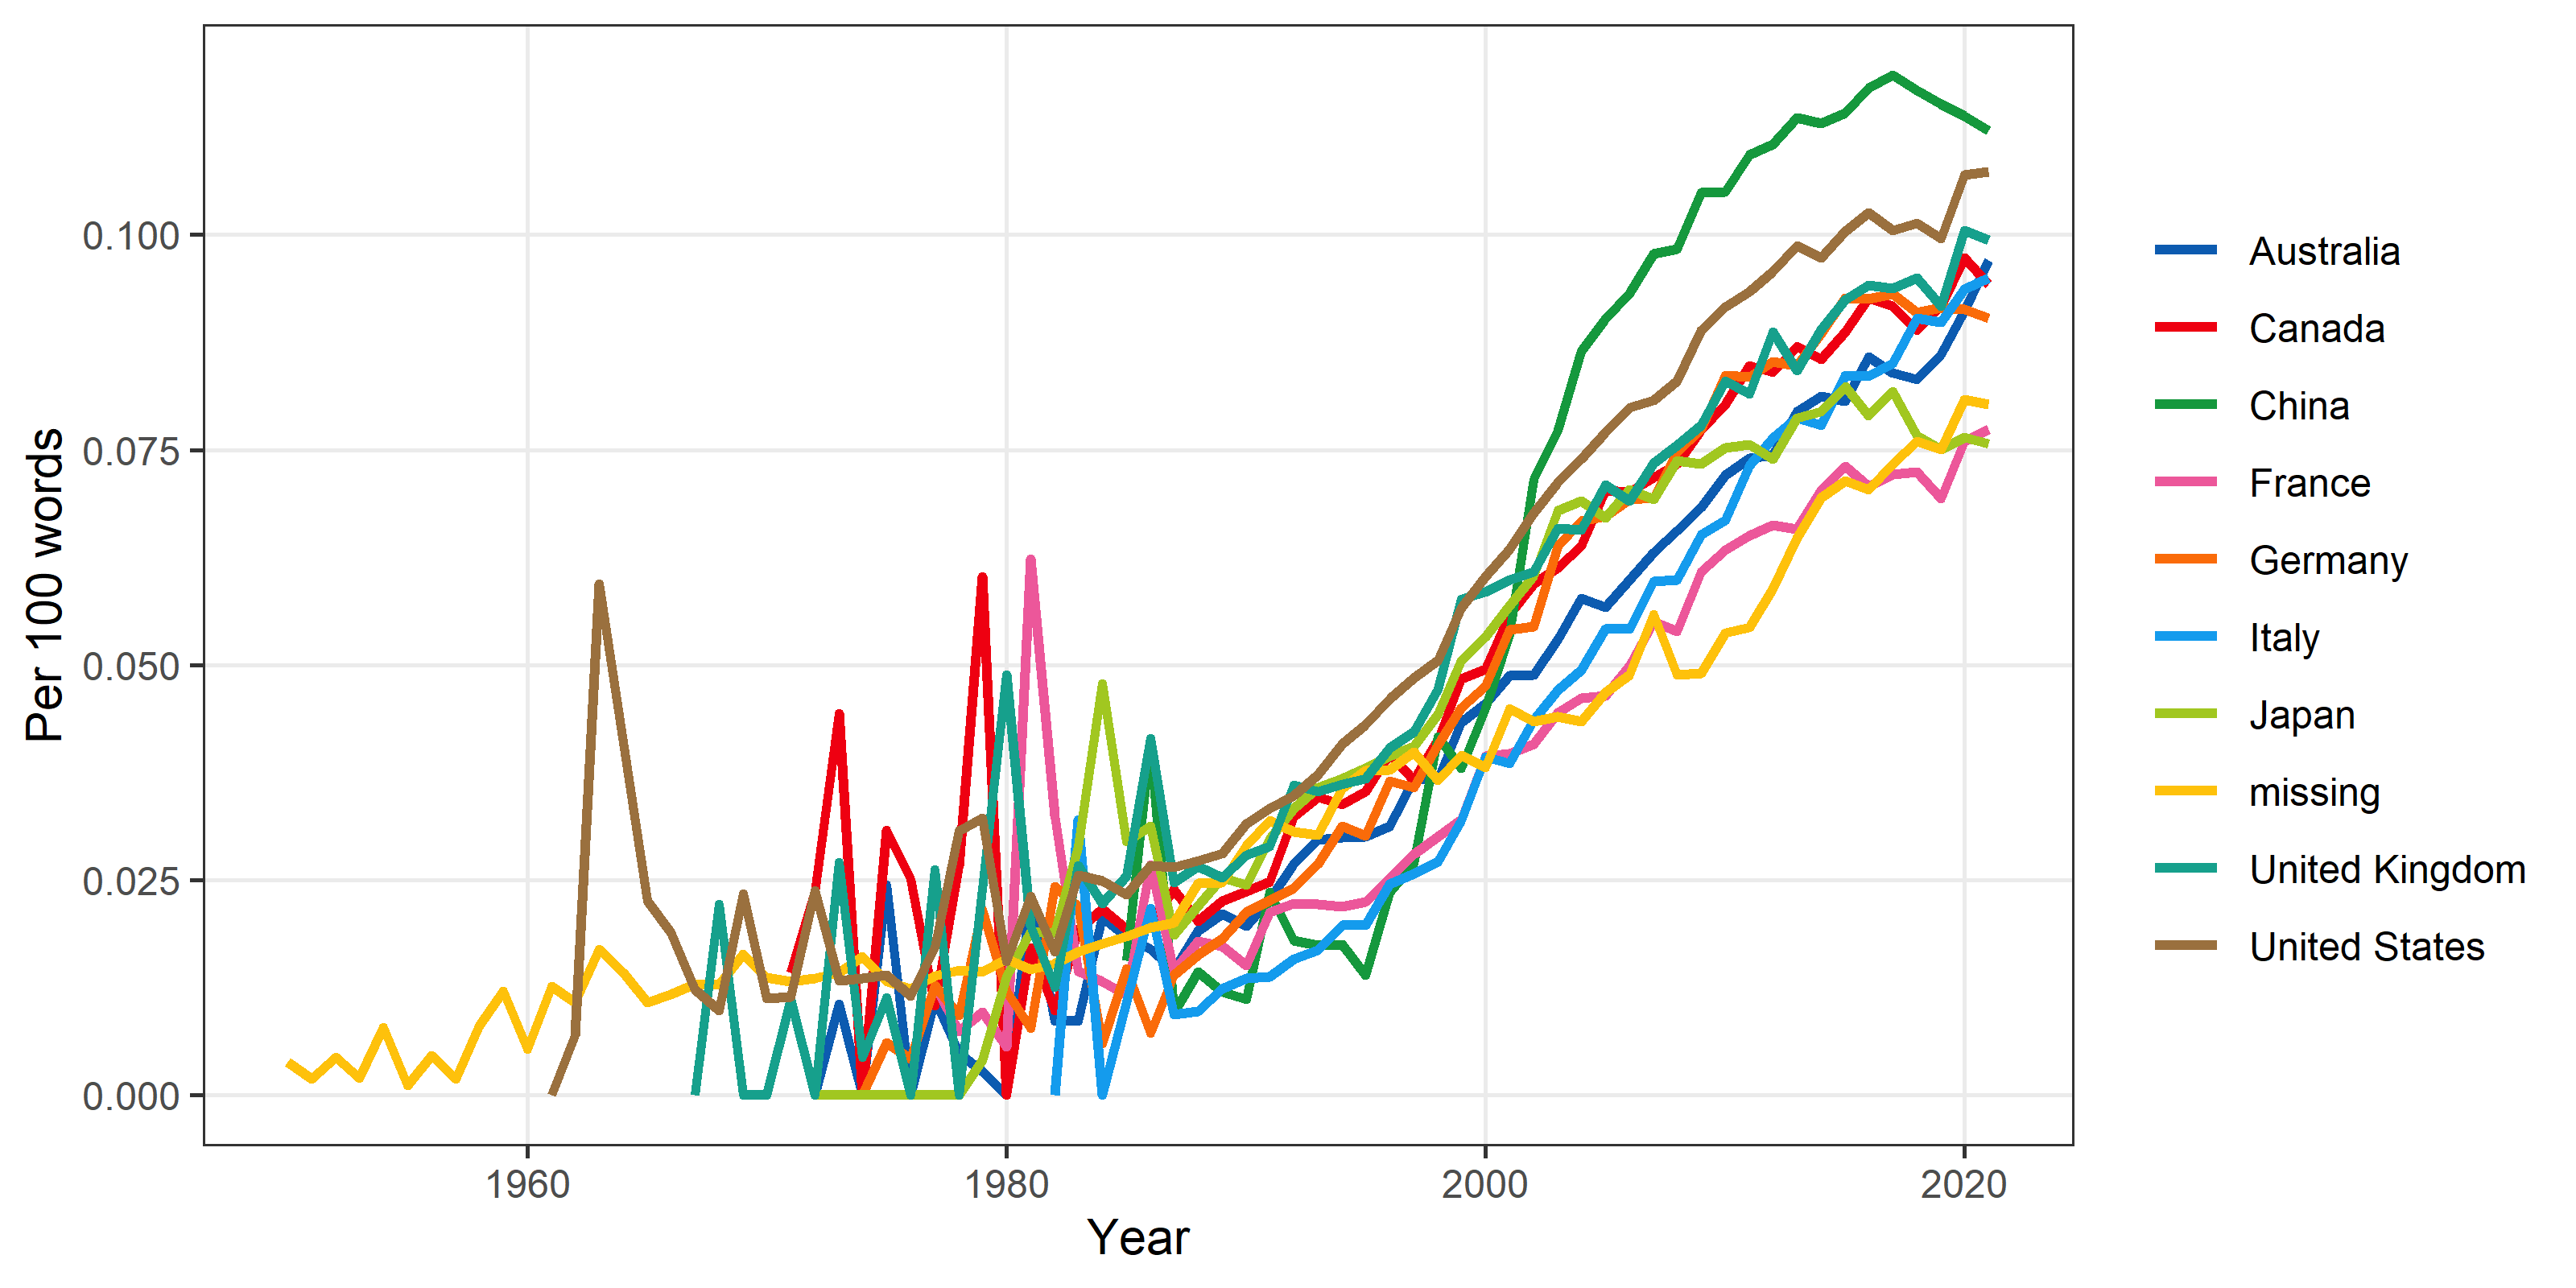 Per 100 words
0.100
0.075
0.050
0.025
0.000
1960
1980
2000
2020
Year
Australia
Canada
China
France
Germany
Italy
Japan
missing
United Kingdom
United States